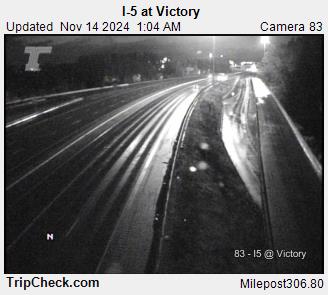 I-5 at Victory
Updated Nov 14 2024 1:04 AM Camera 83
T
N
83 - I5 @ Victory
TripCheck.com Milepost306.80